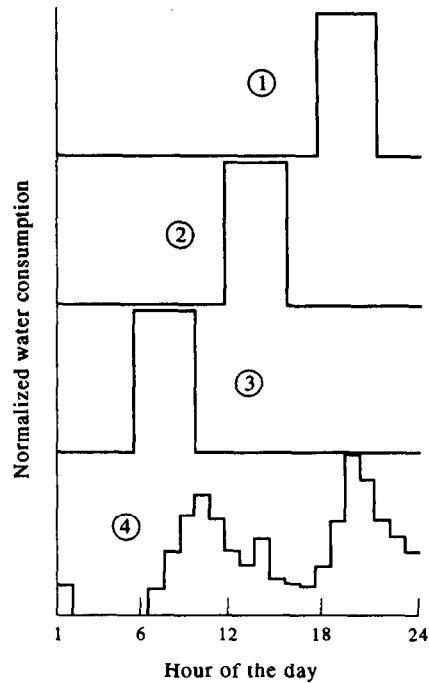 ①
②
③
④
Normalized water consumption
1 6 12 18 24
Hour of the day